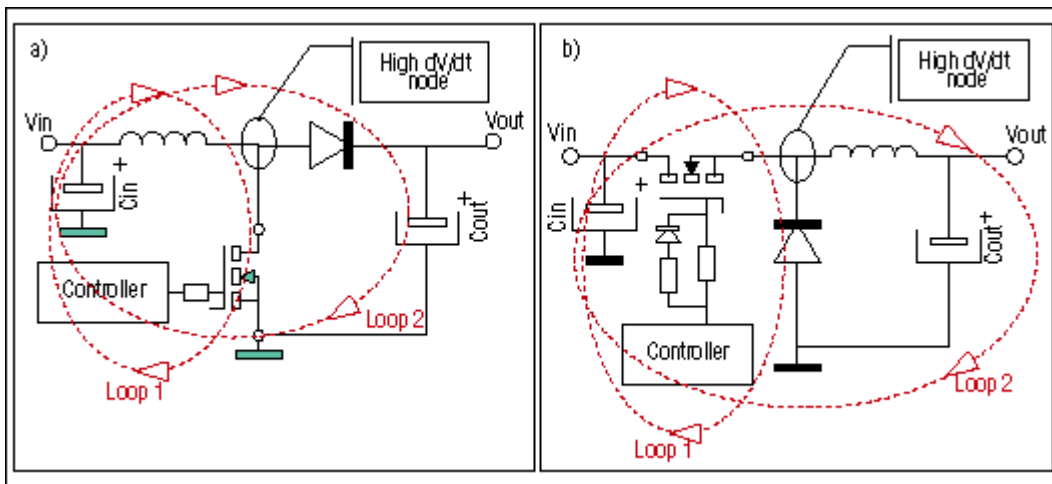 a)
High dV/dt
node
Vin
Vout
+
Cin
+
Cout
Controller
Loop 2
Loop 1
b)
High dV/dt
node
Vin
Vout
+
Cin
+
Cout
Controller
Loop 2
Loop 1